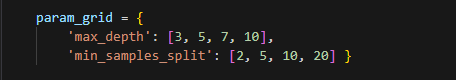 param_grid = {
    'max_depth': [3, 5, 7, 10],
    'min_samples_split': [2, 5, 10, 20] }